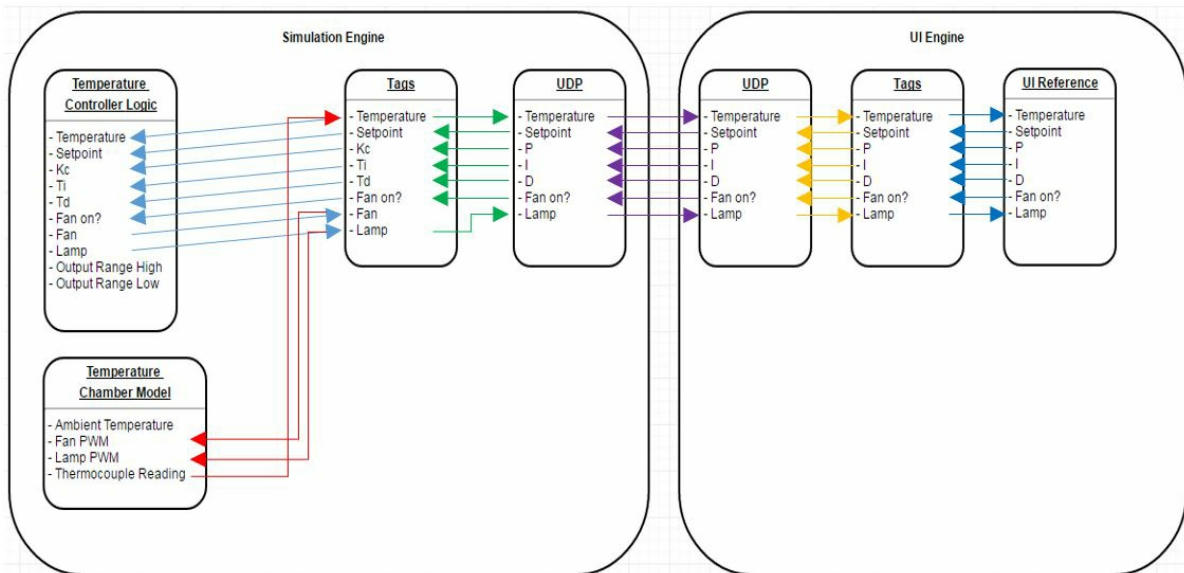 Simulation Engine
Temperature
Controller Logic
- Temperature
- Setpoint
- Kc
- Ti
- Td
- Fan on?
- Fan
- Lamp
- Output Range High
- Output Range Low
Temperature
Chamber Model
- Ambient Temperature
- Fan PWM
- Lamp PWM
- Thermocouple Reading
Tags
- Temperature
- Setpoint
- Kc
- Ti
- Td
- Fan on?
- Fan
- Lamp
UDP
- Temperature
- Setpoint
- P
- I
- D
- Fan on?
- Lamp
UI Engine
UDP
- Temperature
- Setpoint
- P
- I
- D
- Fan on?
- Lamp
Tags
- Temperature
- Setpoint
- P
- I
- D
- Fan on?
- Lamp
UI Reference
- Temperature
- Setpoint
- P
- I
- D
- Fan on?
- Lamp